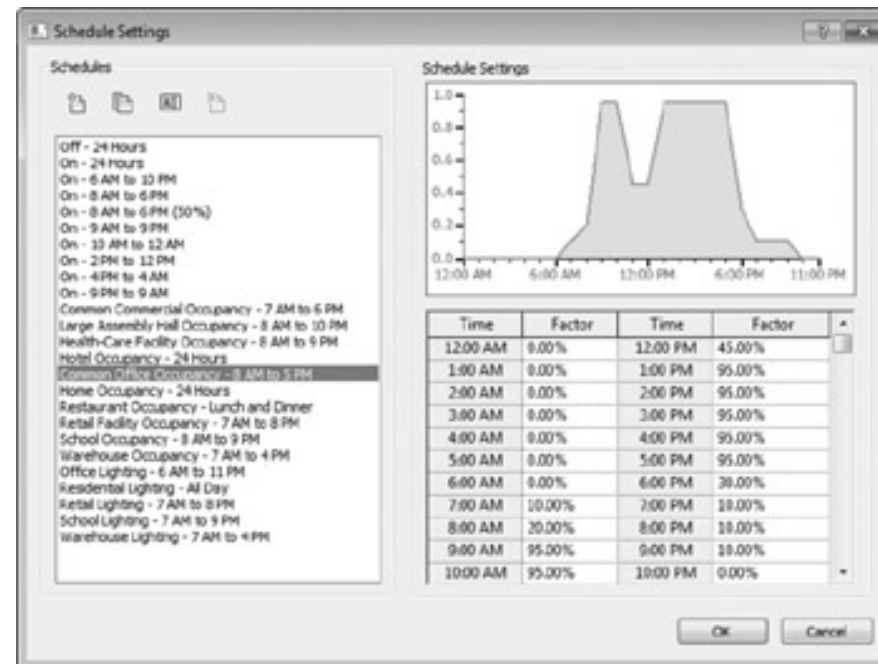 Schedule Settings
Schedules
Off - 24 Hours
On - 24 Hours
On - 6 AM to 10 PM
On - 8 AM to 6 PM
On - 8 AM to 6 PM (50%)
On - 9 AM to 9 PM
On - 10 AM to 12 AM
On - 2 PM to 12 PM
On - 4 PM to 4 AM
On - 9 PM to 9 AM
Common Commercial Occupancy - 7 AM to 6 PM
Large Assembly Hall Occupancy - 8 AM to 10 PM
Health-Care Facility Occupancy - 8 AM to 9 PM
Hotel Occupancy - 24 Hours
Common Office Occupancy - 8 AM to 5 PM
Home Occupancy - 24 Hours
Restaurant Occupancy - Lunch and Dinner
Retail Facility Occupancy - 7 AM to 8 PM
School Occupancy - 8 AM to 9 PM
Warehouse Occupancy - 7 AM to 4 PM
Office Lighting - 6 AM to 11 PM
Residential Lighting - All Day
Retail Lighting - 7 AM to 8 PM
School Lighting - 7 AM to 9 PM
Warehouse Lighting - 7 AM to 4 PM
Schedule Settings
1.0
0.8
0.6
0.4
0.2
0.0
12:00 AM 6:00 AM 12:00 PM 6:00 PM 11:00 PM
Time Factor Time Factor
12:00 AM 0.00% 12:00 PM 45.00%
1:00 AM 0.00% 1:00 PM 95.00%
2:00 AM 0.00% 2:00 PM 95.00%
3:00 AM 0.00% 3:00 PM 95.00%
4:00 AM 0.00% 4:00 PM 95.00%
5:00 AM 0.00% 5:00 PM 95.00%
6:00 AM 0.00% 6:00 PM 30.00%
7:00 AM 10.00% 7:00 PM 10.00%
8:00 AM 20.00% 8:00 PM 10.00%
9:00 AM 95.00% 9:00 PM 10.00%
10:00 AM 95.00% 10:00 PM 0.00%
OK Cancel